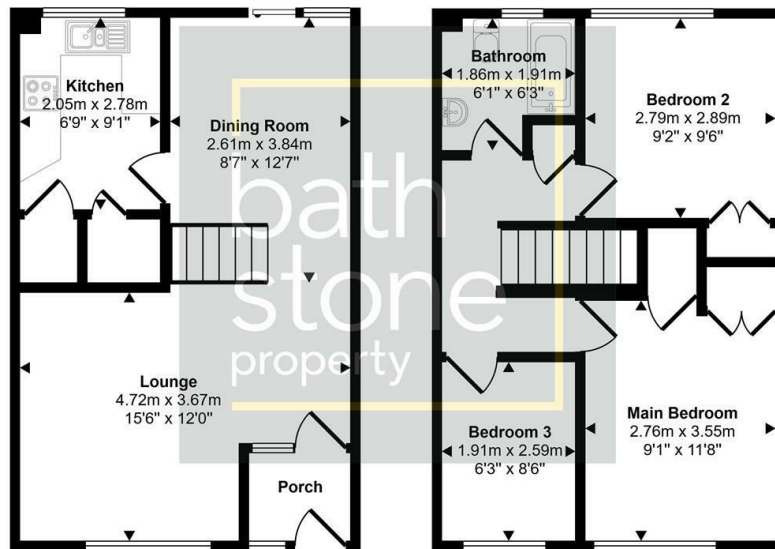 Kitchen
2.05m x 2.78m
6'9" x 9'1"
Dining Room
2.61m x 3.84m
8'7" x 12'7"
Lounge
4.72m x 3.67m
15'6" x 12'0"
Porch
Bathroom
1.86m x 1.91m
6'1" x 6'3"
Bedroom 2
2.79m x 2.89m
9'2" x 9'6"
Bedroom 3
1.91m x 2.59m
6'3" x 8'6"
Main Bedroom
2.76m x 3.55m
9'1" x 11'8"
bath
stone
property